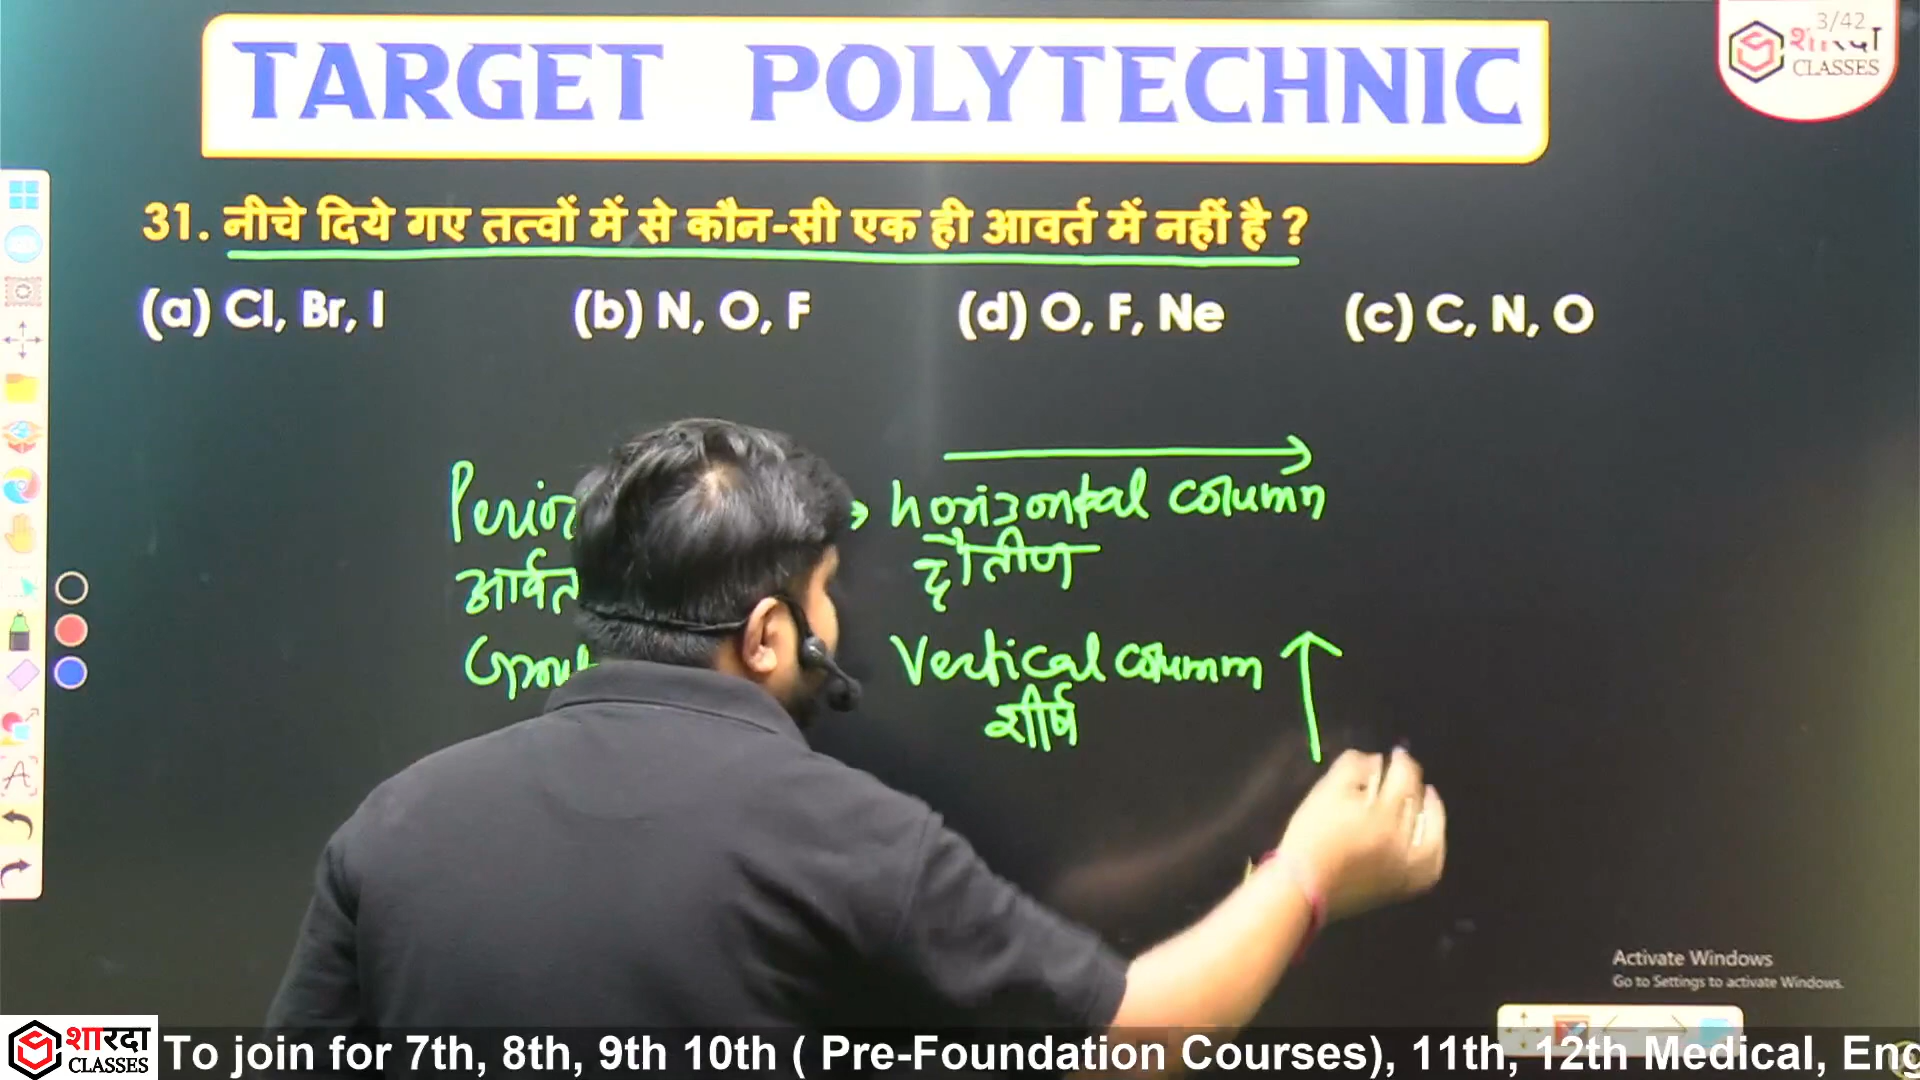 TARGET POLYTECHNIC
3/42
CLASSES
31. नीचे दिये गए तत्वों में से कौन-सी एक ही आवर्त में नहीं है ?
(a) Cl, Br, I (b) N, O, F (d) O, F, Ne (c) C, N, O
horizontal column
Vertical column
शीर्ष
Activate Windows
Go to Settings to activate Windows.
शारदा CLASSES
To join for 7th, 8th, 9th 10th ( Pre-Foundation Courses), 11th, 12th Medical, Eng